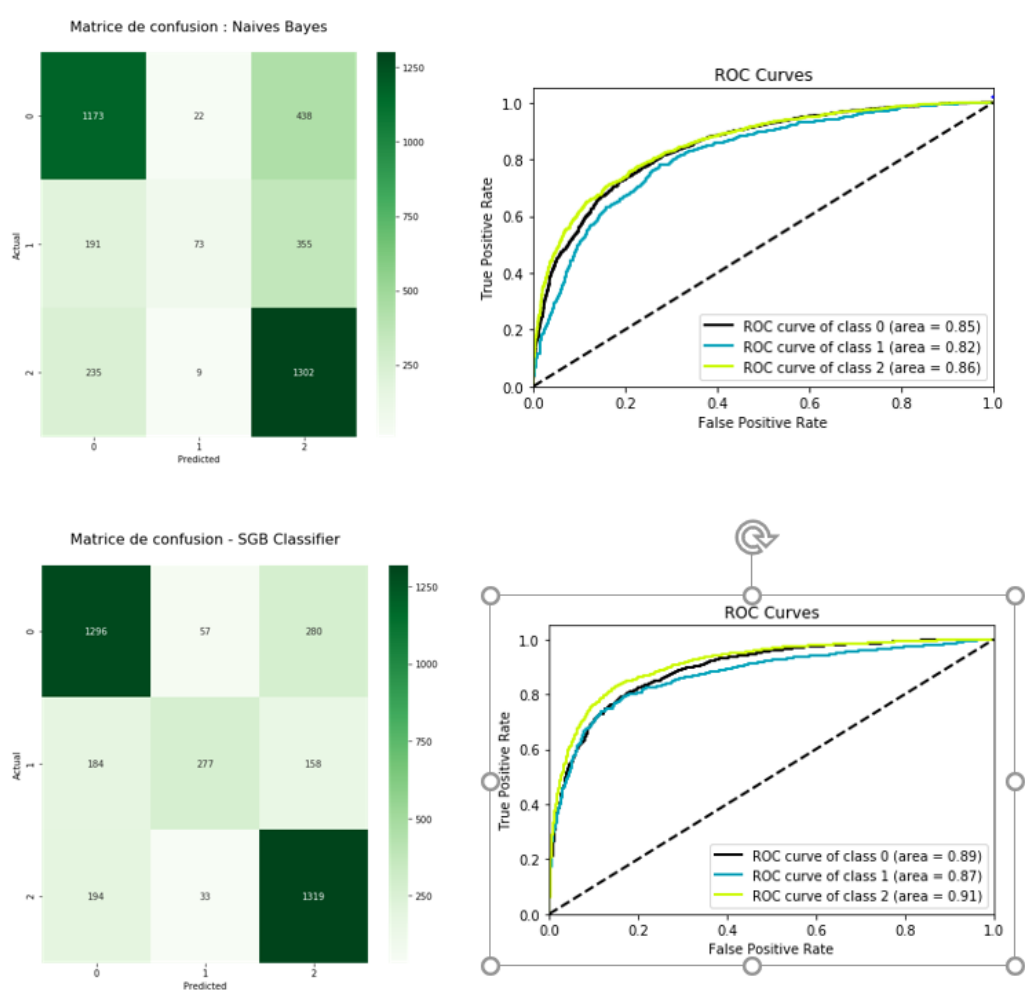 Matrice de confusion : Naives Bayes
0 1173 22 438
1 191 73 355
2 235 9 1302
0 1 2
Actual
Predicted
1250
1000
750
500
250
ROC Curves
1.0
0.8
0.6
0.4
0.2
0.0
0.0 0.2 0.4 0.6 0.8 1.0
True Positive Rate
False Positive Rate
ROC curve of class 0 (area = 0.85)
ROC curve of class 1 (area = 0.82)
ROC curve of class 2 (area = 0.86)
Matrice de confusion - SGB Classifier
0 1296 57 280
1 184 277 158
2 194 33 1319
0 1 2
Actual
Predicted
1250
1000
750
500
250
ROC Curves
1.0
0.8
0.6
0.4
0.2
0.0
0.0 0.2 0.4 0.6 0.8 1.0
True Positive Rate
False Positive Rate
ROC curve of class 0 (area = 0.89)
ROC curve of class 1 (area = 0.87)
ROC curve of class 2 (area = 0.91)